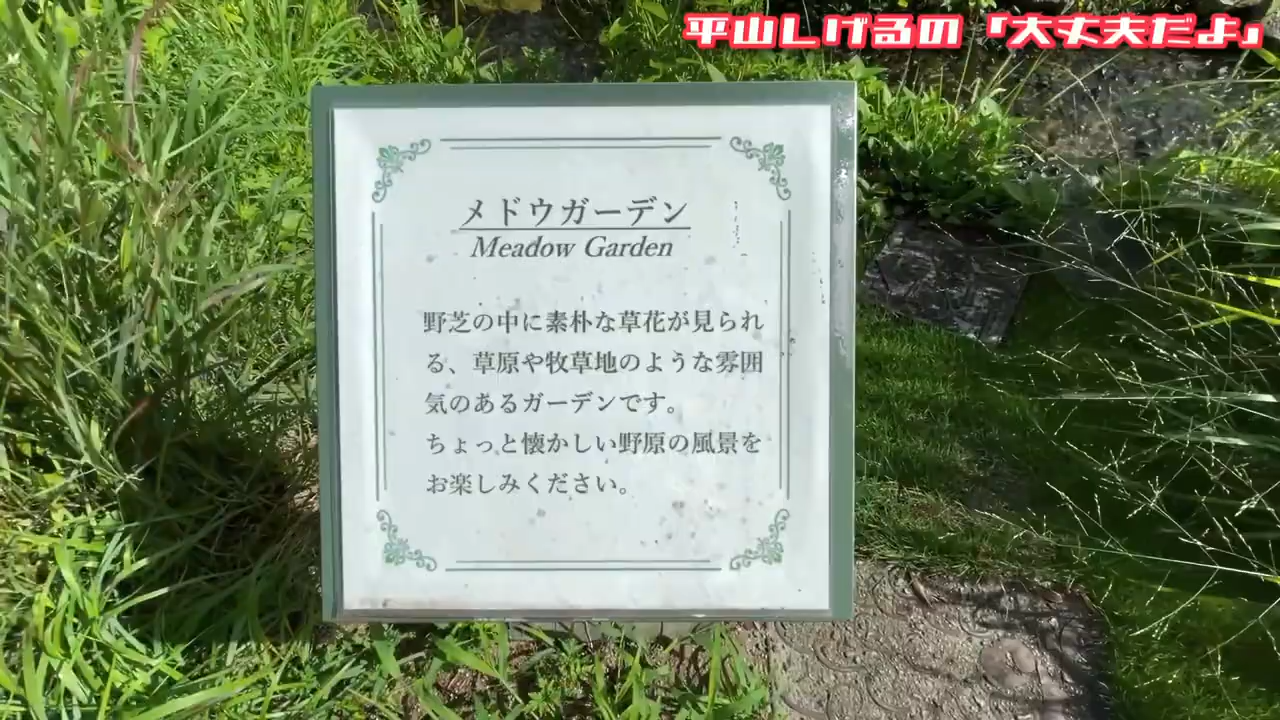 平山しげるの「大丈夫だよ」
メドウガーデン
Meadow Garden
野芝の中に素朴な草花が見られ
る、草原や牧草地のような雰囲
気のあるガーデンです。
ちょっと懐かしい野原の風景を
お楽しみください。